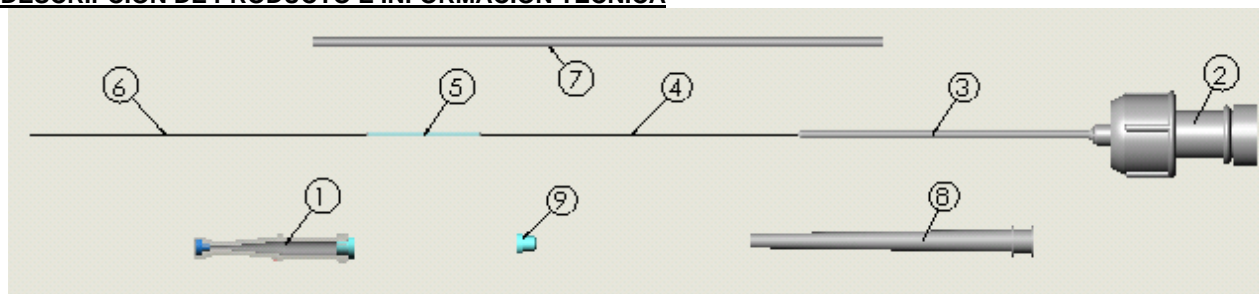 DESCRIPCIÓN DE PRODUCTO E INFORMACIÓN TÉCNICA
7
6 5 4 3 2
1 9 8